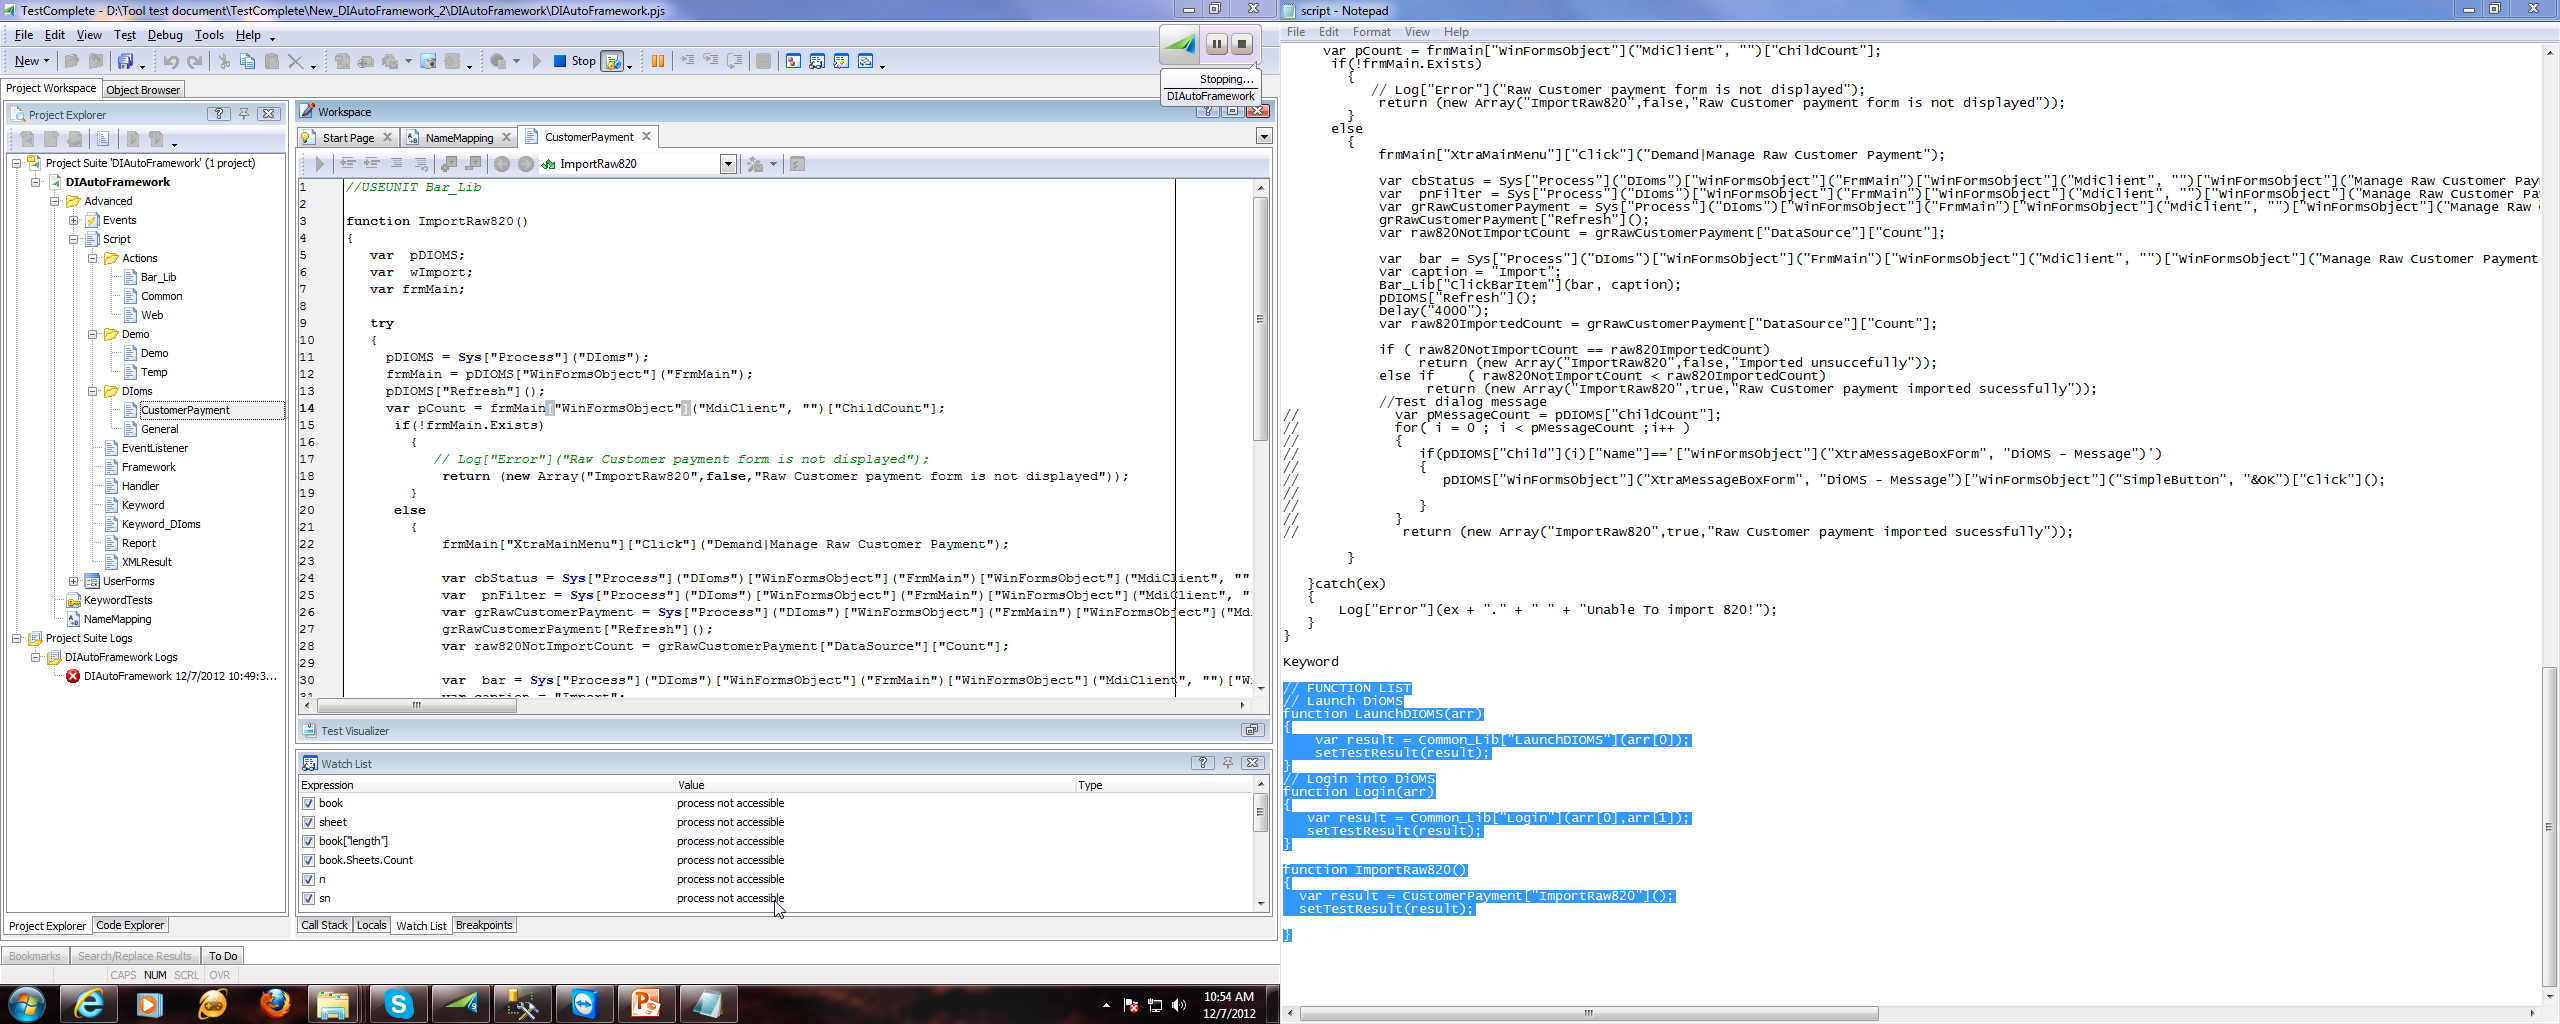 TestComplete - D:\Tool test document\TestComplete\New_DIAutoFramework_2\DIAutoFramework\DIAutoFramework.pjs
File Edit View Test Debug Tools Help
New
Stop
Stopping...
DIAutoFramework
Project Workspace Object Browser
Project Explorer
Project Suite 'DIAutoFramework' (1 project)
DIAutoFramework
Advanced
Events
Script
Actions
Bar_Lib
Common
Web
Demo
Demo
Temp
DIoms
CustomerPayment
General
EventListener
Framework
Handler
Keyword
Keyword_DIoms
Report
XMLResult
UserForms
KeywordTests
NameMapping
Project Suite Logs
DIAutoFramework Logs
DIAutoFramework 12/7/2012 10:49:3...
Project Explorer Code Explorer
Workspace
Start Page NameMapping CustomerPayment
ImportRaw820
1 //USEUNIT Bar_Lib
2
3 function ImportRaw820()
4 {
5 var  pDIOMS;
6 var  wImport;
7 var frmMain;
8
9 try
10 {
11 pDIOMS = Sys["Process"]("DIoms");
12 frmMain = pDIOMS["WinFormsObject"]("FrmMain");
13 pDIOMS["Refresh"]();
14 var pCount = frmMain["WinFormsObject"]("MdiClient", "")["ChildCount"];
15 if(!frmMain.Exists)
16 {
17 // Log["Error"]("Raw Customer payment form is not displayed");
18 return (new Array("ImportRaw820",false,"Raw Customer payment form is not displayed"));
19 }
20 else
21 {
22 frmMain["XtraMainMenu"]["Click"]("Demand|Manage Raw Customer Payment");
23
24 var cbStatus = Sys["Process"]("DIoms")["WinFormsObject"]("FrmMain")["WinFormsObject"]("MdiClient", ""
25 var  pnFilter = Sys["Process"]("DIoms")["WinFormsObject"]("FrmMain")["WinFormsObject"]("MdiClient", "
26 var grRawCustomerPayment = Sys["Process"]("DIoms")["WinFormsObject"]("FrmMain")["WinFormsObject"]("Md
27 grRawCustomerPayment["Refresh"]();
28 var raw820NotImportCount = grRawCustomerPayment["DataSource"]["Count"];
29
30 var  bar = Sys["Process"]("DIoms")["WinFormsObject"]("FrmMain")["WinFormsObject"]("MdiClient", "")["W
31 var caption = "Import";
Test Visualizer
Watch List
Expression Value Type
book process not accessible
sheet process not accessible
book["length"] process not accessible
book.Sheets.Count process not accessible
n process not accessible
sn process not accessible
Call Stack Locals Watch List Breakpoints
Bookmarks Search/Replace Results To Do
CAPS NUM SCRL OVR
10:54 AM
12/7/2012
script - Notepad
File Edit Format View Help
var pCount = frmMain["WinFormsObject"]("MdiClient", "")["ChildCount"];
if(!frmMain.Exists)
{
// Log["Error"]("Raw Customer payment form is not displayed");
return (new Array("ImportRaw820",false,"Raw Customer payment form is not displayed"));
}
else
{
frmMain["XtraMainMenu"]["Click"]("Demand|Manage Raw Customer Payment");
var cbStatus = Sys["Process"]("DIoms")["WinFormsObject"]("FrmMain")["WinFormsObject"]("MdiClient", "")["WinFormsObject"]("Manage Raw Customer Pay
var  pnFilter = Sys["Process"]("DIoms")["WinFormsObject"]("FrmMain")["WinFormsObject"]("MdiClient", "")["WinFormsObject"]("Manage Raw Customer Pa
var grRawCustomerPayment = Sys["Process"]("DIoms")["WinFormsObject"]("FrmMain")["WinFormsObject"]("MdiClient", "")["WinFormsObject"]("Manage Raw
grRawCustomerPayment["Refresh"]();
var raw820NotImportCount = grRawCustomerPayment["DataSource"]["Count"];
var  bar = Sys["Process"]("DIoms")["WinFormsObject"]("FrmMain")["WinFormsObject"]("MdiClient", "")["WinFormsObject"]("Manage Raw Customer Payment
var caption = "Import";
Bar_Lib["ClickBarItem"](bar, caption);
pDIOMS["Refresh"]();
Delay("4000");
var raw820ImportedCount = grRawCustomerPayment["DataSource"]["Count"];
if ( raw820NotImportCount == raw820ImportedCount)
return (new Array("ImportRaw820",false,"Imported unsuccefully"));
else if    ( raw820NotImportCount < raw820ImportedCount)
return (new Array("ImportRaw820",true,"Raw Customer payment imported sucessfully"));
//Test dialog message
// var pMessageCount = pDIOMS["ChildCount"];
// for( i = 0 ; i < pMessageCount ;i++ )
// {
// if(pDIOMS["Child"](i)["Name"]=='["WinFormsObject"]("XtraMessageBoxForm", "DiOMS - Message")')
// {
// pDIOMS["WinFormsObject"]("XtraMessageBoxForm", "DiOMS - Message")["WinFormsObject"]("SimpleButton", "&OK")["Click"]();
//
// }
// }
// return (new Array("ImportRaw820",true,"Raw Customer payment imported sucessfully"));
}
}catch(ex)
{
Log["Error"](ex + "." + " " + "Unable To import 820!");
}
}
Keyword
// FUNCTION LIST
// Launch DiOMS
function LaunchDIOMS(arr)
{
var result = Common_Lib["LaunchDIOMS"](arr[0]);
setTestResult(result);
}
// Login into DiOMS
function Login(arr)
{
var result = Common_Lib["Login"](arr[0],arr[1]);
setTestResult(result);
}
function ImportRaw820()
{
var result = CustomerPayment["ImportRaw820"]();
setTestResult(result);
}